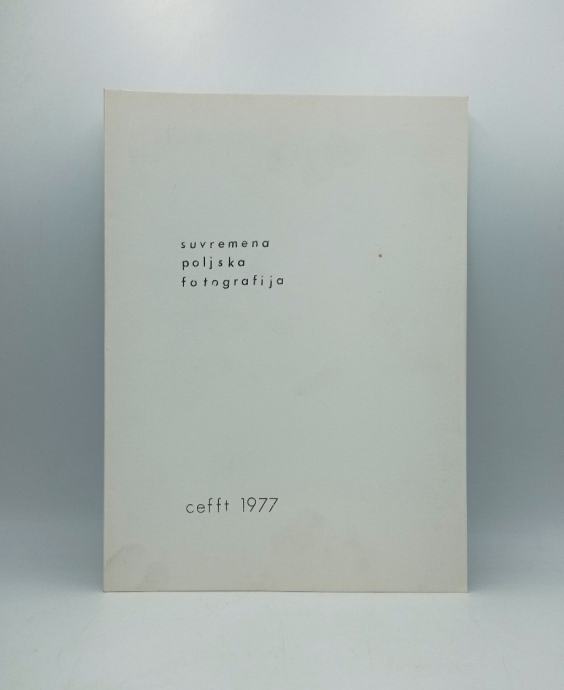 suvremena
poljska
fotografija
cefft 1977